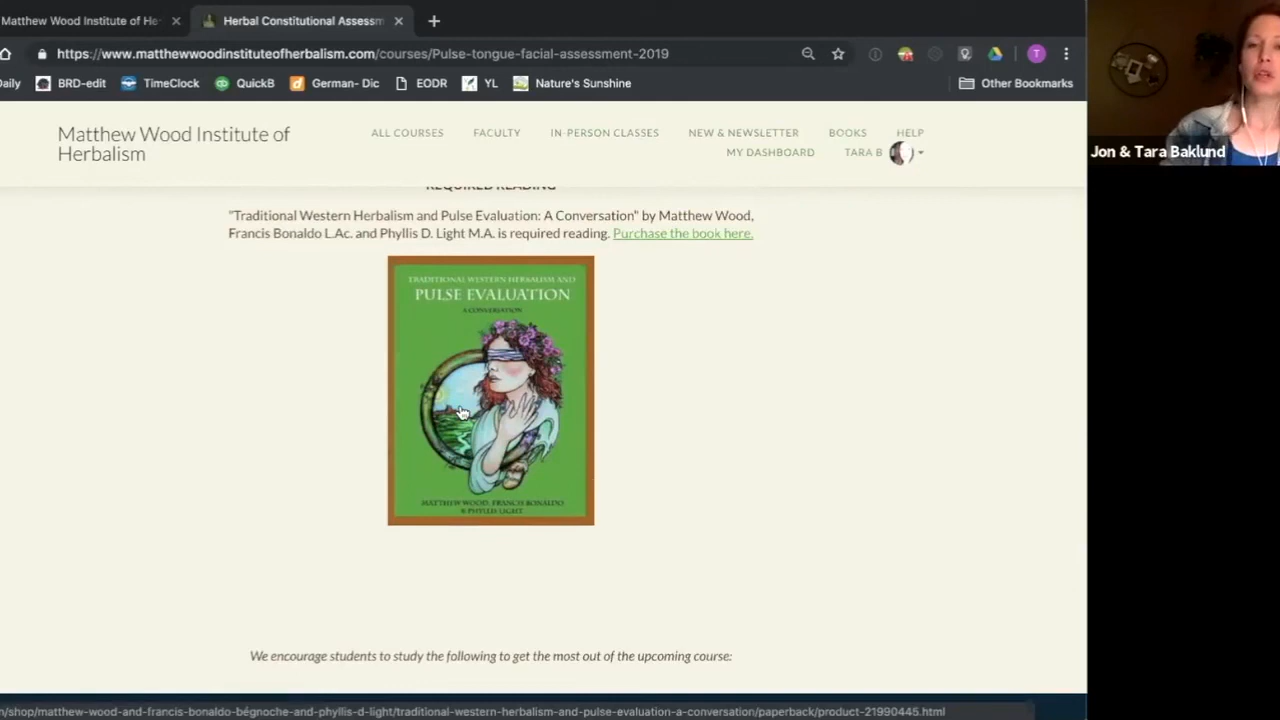 Matthew Wood Institute of He
Herbal Constitutional Assessm
https://www.matthewwoodinstituteofherbalism.com/courses/Pulse-tongue-facial-assessment-2019
T
Daily
BRD-edit
TimeClock
QuickB
German- Dic
EODR
YL
Nature's Sunshine
Other Bookmarks
Matthew Wood Institute of
Herbalism
ALL COURSES
FACULTY
IN-PERSON CLASSES
NEW & NEWSLETTER
BOOKS
HELP
MY DASHBOARD
TARA B
Jon & Tara Baklund
REQUIRED READING
"Traditional Western Herbalism and Pulse Evaluation: A Conversation" by Matthew Wood,
Francis Bonaldo L.Ac. and Phyllis D. Light M.A. is required reading. Purchase the book here.
TRADITIONAL WESTERN HERBALISM AND
PULSE EVALUATION
A CONVERSATION
MATTHEW WOOD, FRANCIS BONALDO
& PHYLLIS LIGHT
We encourage students to study the following to get the most out of the upcoming course:
n/shop/matthew-wood-and-francis-bonaldo-bégnoche-and-phyllis-d-light/traditional-western-herbalism-and-pulse-evaluation-a-conversation/paperback/product-21990445.html